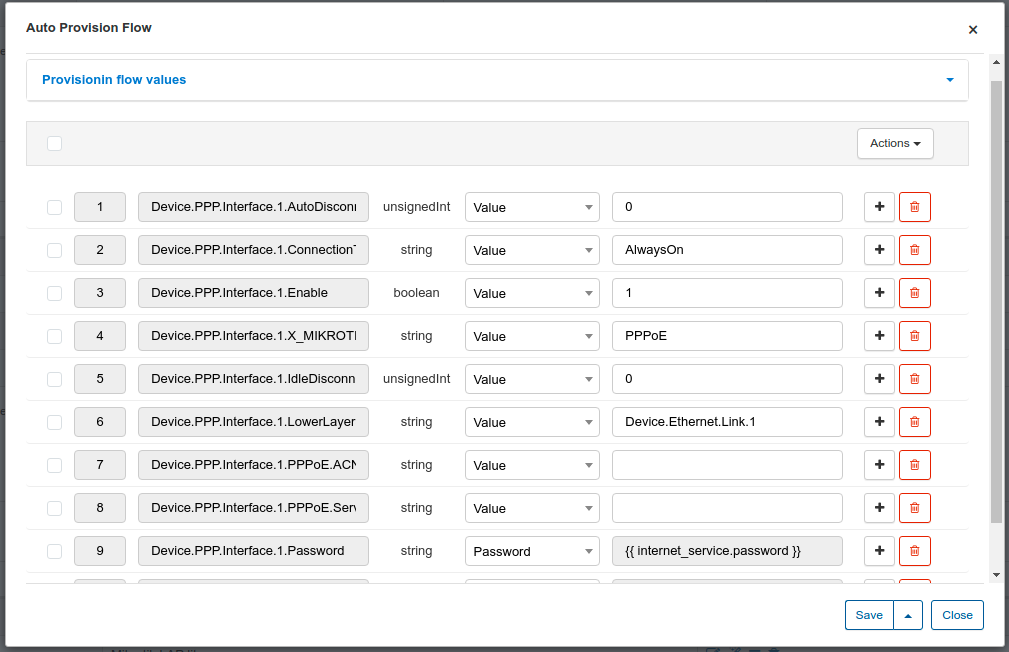 Auto Provision Flow
×
Provisionin flow values
Actions
1 Device.PPP.Interface.1.AutoDisconn unsignedInt Value 0
2 Device.PPP.Interface.1.Connection unsignedInt string Value AlwaysOn
3 Device.PPP.Interface.1.Enable boolean Value 1
4 Device.PPP.Interface.1.X_MIKROTI string Value PPPoE
5 Device.PPP.Interface.1.IdleDisconn unsignedInt Value 0
6 Device.PPP.Interface.1.LowerLayer string Value Device.Ethernet.Link.1
7 Device.PPP.Interface.1.PPPoE.ACN string Value
8 Device.PPP.Interface.1.PPPoE.Serv string Value
9 Device.PPP.Interface.1.Password string Password {{ internet_service.password }}
Save
Close